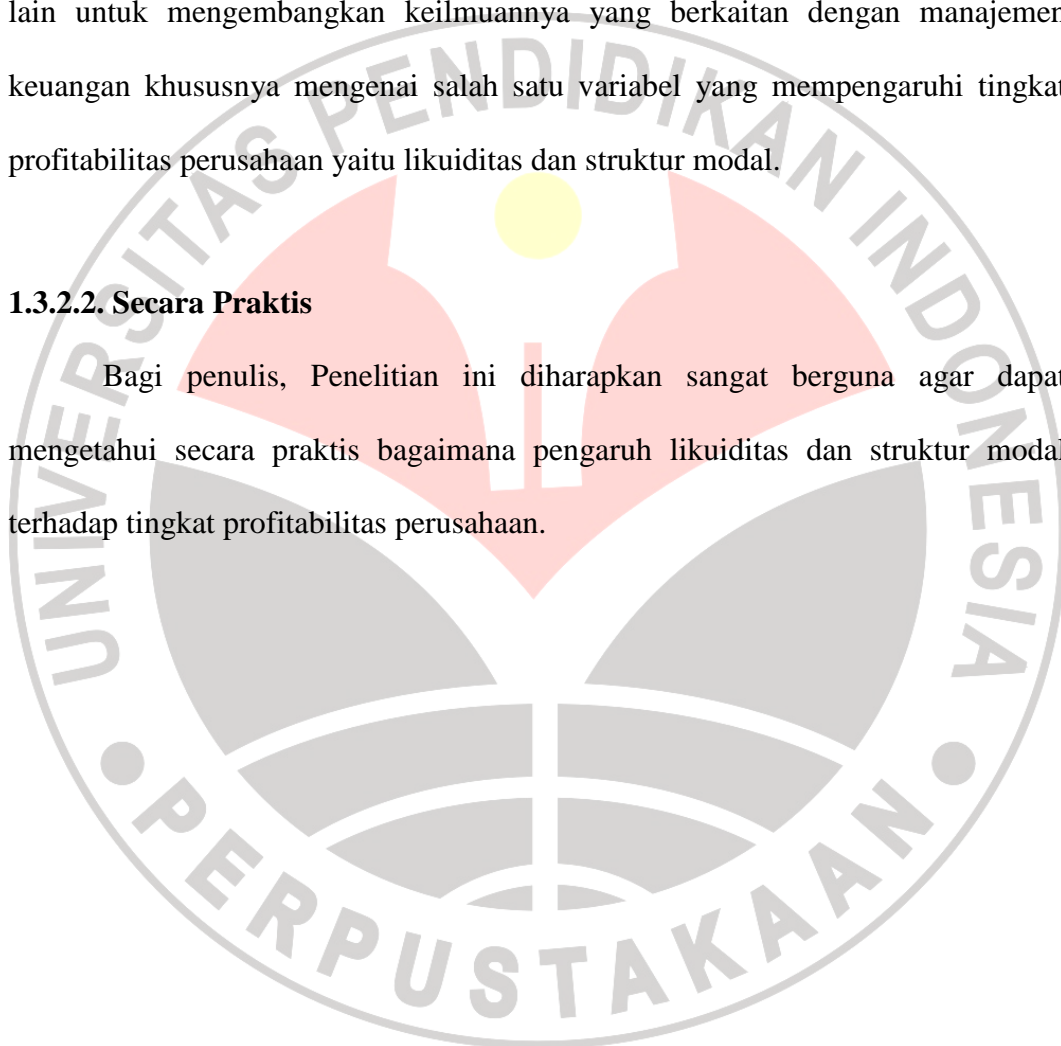 lain untuk mengembangkan keilmuannya yang berkaitan dengan manajemen
keuangan khususnya mengenai salah satu variabel yang mempengaruhi tingkat
profitabilitas perusahaan yaitu likuiditas dan struktur modal.
1.3.2.2. Secara Praktis
Bagi penulis, Penelitian ini diharapkan sangat berguna agar dapat
mengetahui secara praktis bagaimana pengaruh likuiditas dan struktur modal
terhadap tingkat profitabilitas perusahaan.
UNIVERSITAS PENDIDIKAN INDONESIA
PERPUSTAKAAN